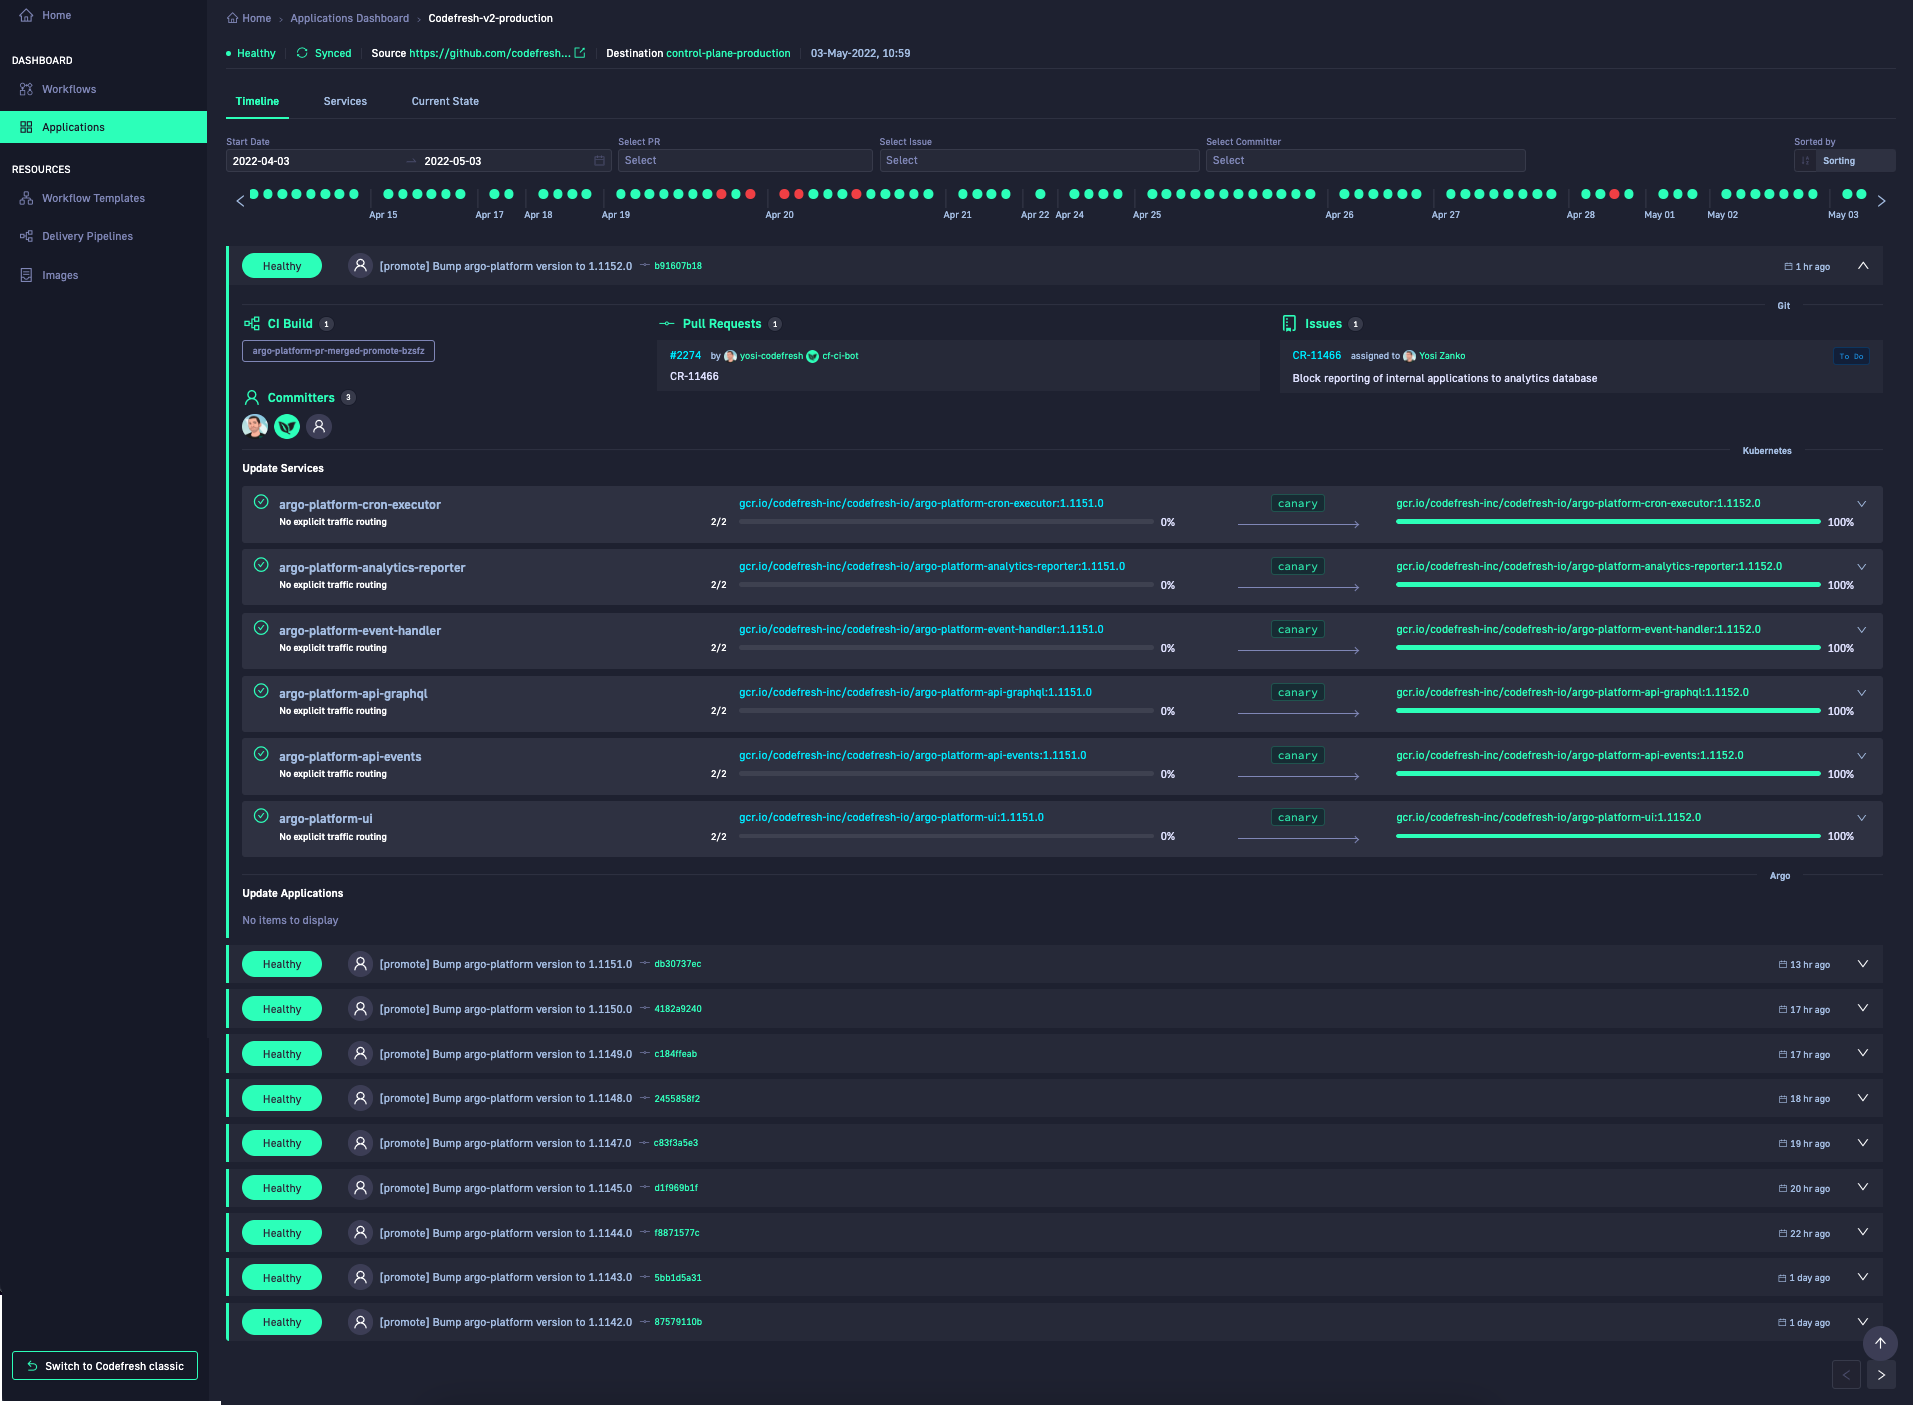 Home
DASHBOARD
Workflows
Applications
RESOURCES
Workflow Templates
Delivery Pipelines
Images
Switch to Codefresh classic
Home > Applications Dashboard > Codefresh-v2-production
Healthy Synced Source https://github.com/codefresh... Destination control-plane-production 03-May-2022, 10:59
Timeline Services Current State
Start Date Select PR Select Issue Select Committer Sorted by
2022-04-03 → 2022-05-03 Select Select Select Sorting
Apr 15 Apr 17 Apr 18 Apr 19 Apr 20 Apr 21 Apr 22 Apr 24 Apr 25 Apr 26 Apr 27 Apr 28 May 01 May 02 May 03
Healthy [promote] Bump argo-platform version to 1.1152.0 b91607b18 1 hr ago
Git
CI Build 1 Pull Requests 1 Issues 1
argo-platform-pr-merged-promote-bzsfz
#2274 by yosi-codefresh cf-ci-bot
CR-11466
CR-11466 assigned to Yosi Zanko To Do
Block reporting of internal applications to analytics database
Committers 3
Kubernetes
Update Services
argo-platform-cron-executor gcr.io/codefresh-inc/codefresh-io/argo-platform-cron-executor:1.1151.0 canary gcr.io/codefresh-inc/codefresh-io/argo-platform-cron-executor:1.1152.0
No explicit traffic routing 2/2 0% 100%
argo-platform-analytics-reporter gcr.io/codefresh-inc/codefresh-io/argo-platform-analytics-reporter:1.1151.0 canary gcr.io/codefresh-inc/codefresh-io/argo-platform-analytics-reporter:1.1152.0
No explicit traffic routing 2/2 0% 100%
argo-platform-event-handler gcr.io/codefresh-inc/codefresh-io/argo-platform-event-handler:1.1151.0 canary gcr.io/codefresh-inc/codefresh-io/argo-platform-event-handler:1.1152.0
No explicit traffic routing 2/2 0% 100%
argo-platform-api-graphql gcr.io/codefresh-inc/codefresh-io/argo-platform-api-graphql:1.1151.0 canary gcr.io/codefresh-inc/codefresh-io/argo-platform-api-graphql:1.1152.0
No explicit traffic routing 2/2 0% 100%
argo-platform-api-events gcr.io/codefresh-inc/codefresh-io/argo-platform-api-events:1.1151.0 canary gcr.io/codefresh-inc/codefresh-io/argo-platform-api-events:1.1152.0
No explicit traffic routing 2/2 0% 100%
argo-platform-ui gcr.io/codefresh-inc/codefresh-io/argo-platform-ui:1.1151.0 canary gcr.io/codefresh-inc/codefresh-io/argo-platform-ui:1.1152.0
No explicit traffic routing 2/2 0% 100%
Argo
Update Applications
No items to display
Healthy [promote] Bump argo-platform version to 1.1151.0 db30737ec 13 hr ago
Healthy [promote] Bump argo-platform version to 1.1150.0 4182a9240 17 hr ago
Healthy [promote] Bump argo-platform version to 1.1149.0 c184ffeab 17 hr ago
Healthy [promote] Bump argo-platform version to 1.1148.0 2455858f2 18 hr ago
Healthy [promote] Bump argo-platform version to 1.1147.0 c83f3a5e3 19 hr ago
Healthy [promote] Bump argo-platform version to 1.1145.0 d1f969b1f 20 hr ago
Healthy [promote] Bump argo-platform version to 1.1144.0 f8871577c 22 hr ago
Healthy [promote] Bump argo-platform version to 1.1143.0 5bb1d5a31 1 day ago
Healthy [promote] Bump argo-platform version to 1.1142.0 87579110b 1 day ago